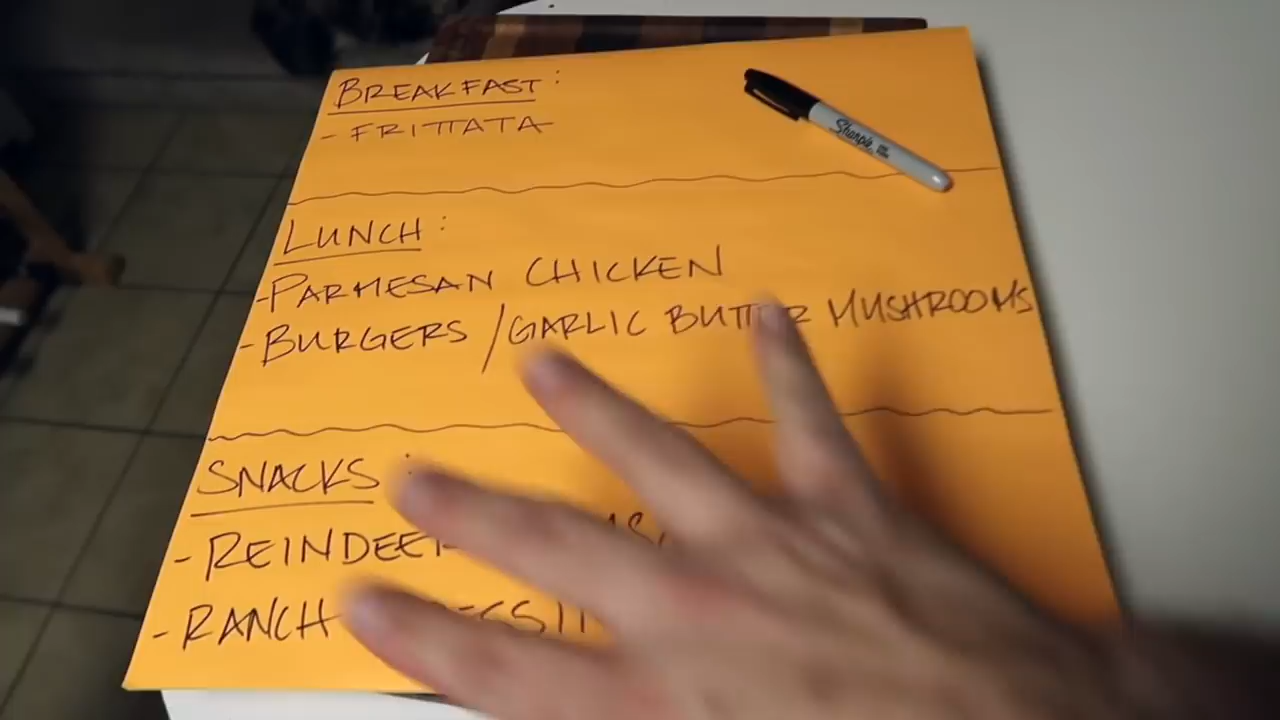 BREAKFAST:
- FRITTATA
LUNCH:
- PARMESAN CHICKEN
- BURGERS / GARLIC BUTTER MUSHROOMS
SNACKS:
- REINDEER
- RANCH
Sharpie